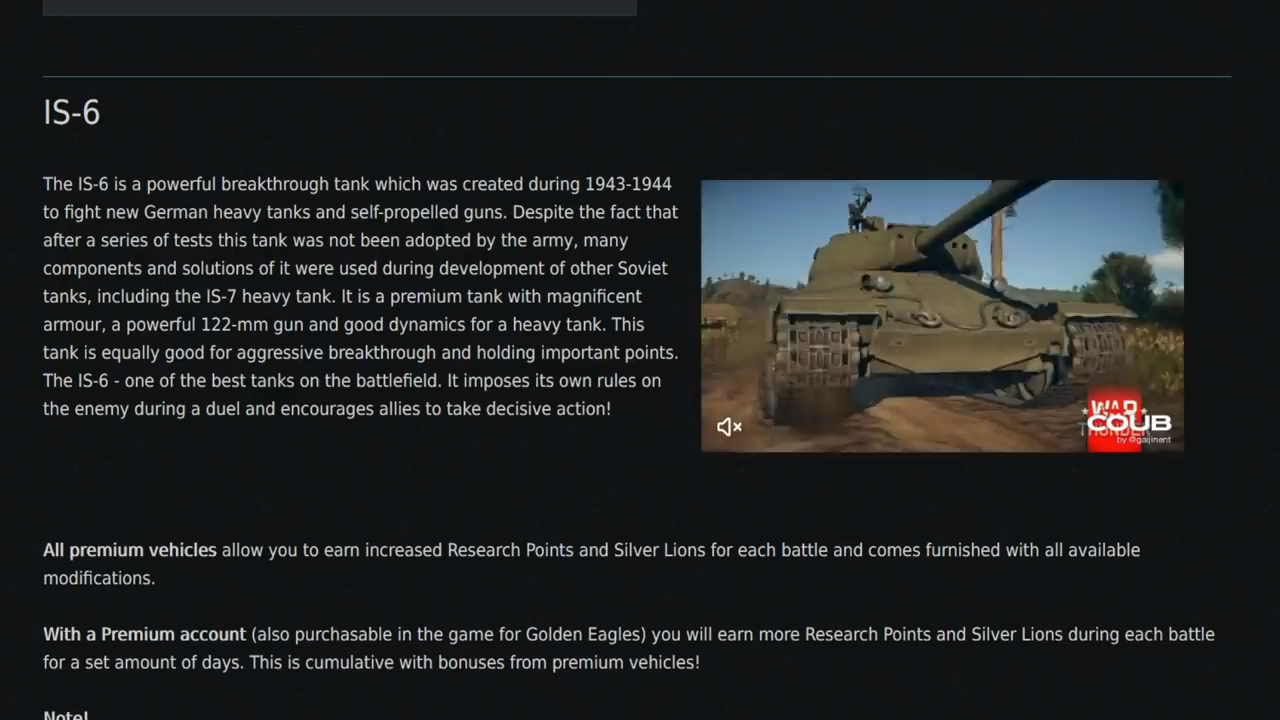 IS-6
The IS-6 is a powerful breakthrough tank which was created during 1943-1944
to fight new German heavy tanks and self-propelled guns. Despite the fact that
after a series of tests this tank was not been adopted by the army, many
components and solutions of it were used during development of other Soviet
tanks, including the IS-7 heavy tank. It is a premium tank with magnificent
armour, a powerful 122-mm gun and good dynamics for a heavy tank. This
tank is equally good for aggressive breakthrough and holding important points.
The IS-6 - one of the best tanks on the battlefield. It imposes its own rules on
the enemy during a duel and encourages allies to take decisive action!
WAR
THUNDER
COUB
by @gaijinent
All premium vehicles allow you to earn increased Research Points and Silver Lions for each battle and comes furnished with all available
modifications.
With a Premium account (also purchasable in the game for Golden Eagles) you will earn more Research Points and Silver Lions during each battle
for a set amount of days. This is cumulative with bonuses from premium vehicles!
Note!